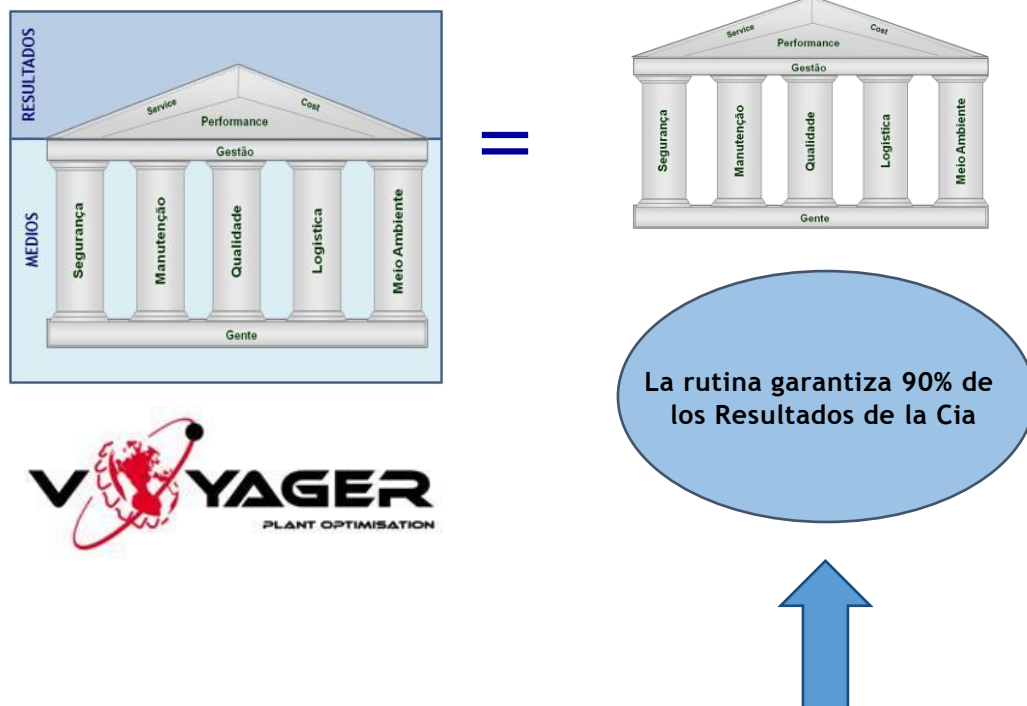 RESULTADOS
MEDIOS
Service
Cost
Performance
Gestão
Segurança
Manutenção
Qualidade
Logística
Meio Ambiente
Gente
=
Service
Cost
Performance
Gestão
Segurança
Manutenção
Qualidade
Logística
Meio Ambiente
Gente
La rutina garantiza 90% de
los Resultados de la Cia
VOYAGER
PLANT OPTIMISATION